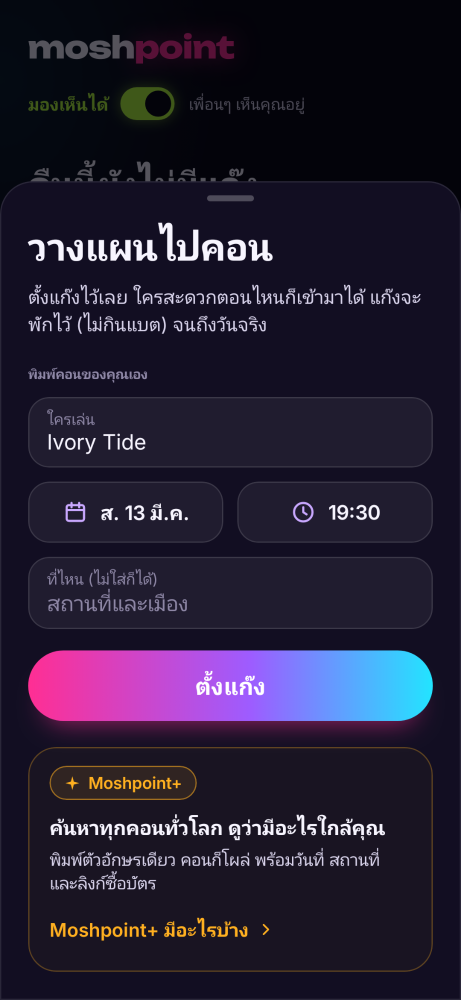 moshpoint
มองเห็นได้
เพื่อนๆ เห็นคุณอยู่
วางแผนไปคอน
ตั้งแก๊งไว้เลย ใครสะดวกตอนไหนก็เข้ามาได้ แก๊งจะ
พักไว้ (ไม่กินแบต) จนถึงวันจริง
พิมพ์คอนของคุณเอง
ใครเล่น
Ivory Tide
ส. 13 มี.ค.
19:30
ที่ไหน (ไม่ใส่ก็ได้)
สถานที่และเมือง
ตั้งแก๊ง
Moshpoint+
ค้นหาทุกคอนทั่วโลก ดูว่ามีอะไรใกล้คุณ
พิมพ์ตัวอักษรเดียว คอนก็โผล่ พร้อมวันที่ สถานที่
และลิงก์ซื้อบัตร
Moshpoint+ มีอะไรบ้าง